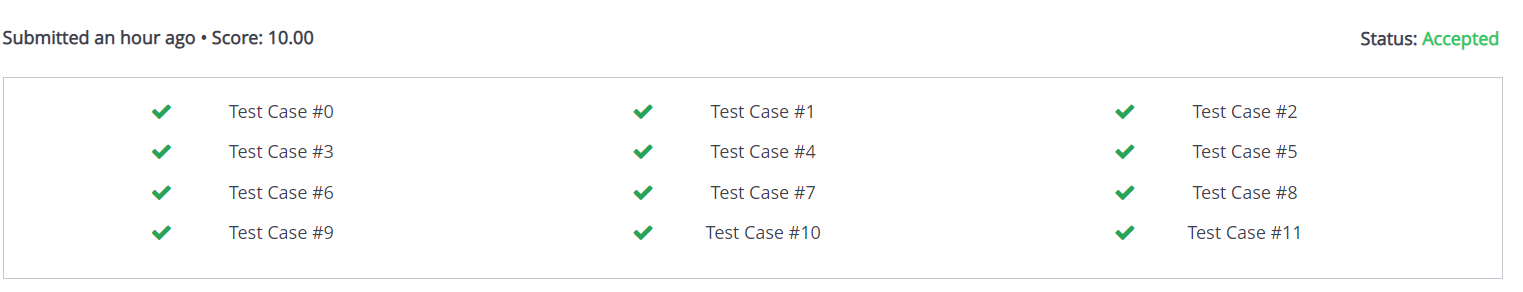 Submitted an hour ago • Score: 10.00 Status: Accepted
Test Case #0 Test Case #1 Test Case #2
Test Case #3 Test Case #4 Test Case #5
Test Case #6 Test Case #7 Test Case #8
Test Case #9 Test Case #10 Test Case #11